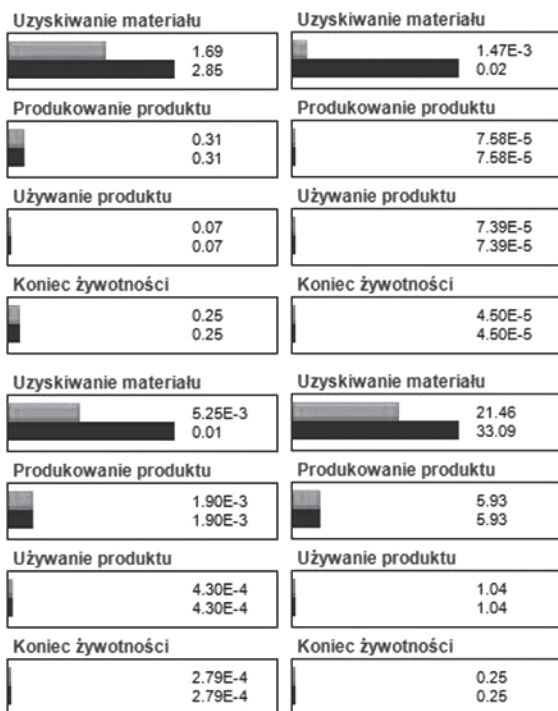 Uzyskiwanie materiału
1.69
2.85
Produkowanie produktu
0.31
0.31
Używanie produktu
0.07
0.07
Koniec żywotności
0.25
0.25
Uzyskiwanie materiału
1.47E-3
0.02
Produkowanie produktu
7.58E-5
7.58E-5
Używanie produktu
7.39E-5
7.39E-5
Koniec żywotności
4.50E-5
4.50E-5
Uzyskiwanie materiału
5.25E-3
0.01
Produkowanie produktu
1.90E-3
1.90E-3
Używanie produktu
4.30E-4
4.30E-4
Koniec żywotności
2.79E-4
2.79E-4
Uzyskiwanie materiału
21.46
33.09
Produkowanie produktu
5.93
5.93
Używanie produktu
1.04
1.04
Koniec żywotności
0.25
0.25